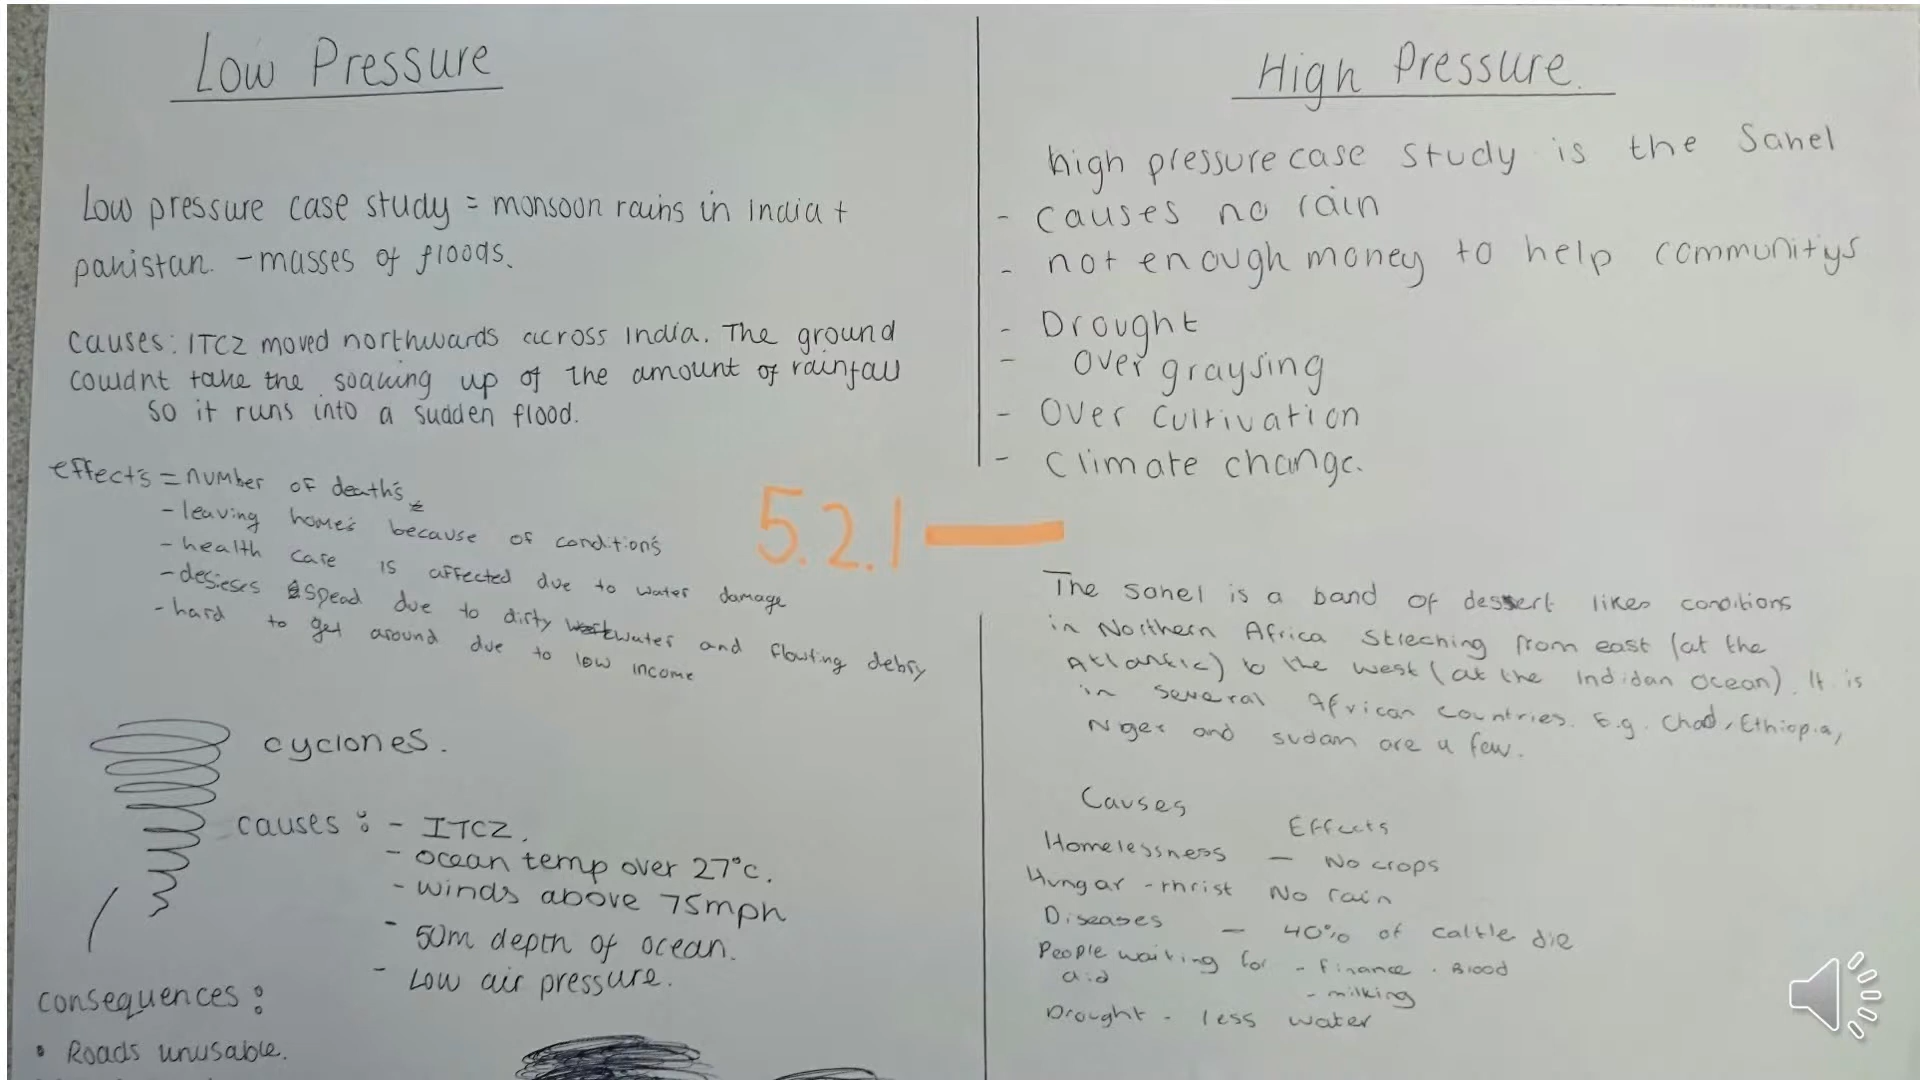 Low Pressure
Low pressure case study = monsoon rains in india +
pakistan. - masses of floods.
causes: ITCZ moved northwards across India. The ground
couldnt take the soaking up of the amount of rainfall
so it runs into a sudden flood.
effect's = number of death's
- leaving home's because of condition's
- health care is affected due to water damage
- desieses spead due to dirty water and flowting debry
- hard to get around due to low income
cyclones.
causes: - ITCZ.
- ocean temp over 27°c.
- winds above 75mph
- 50m depth of ocean.
- Low air pressure.
consequences:
• Roads unusable.
5.2.1
High Pressure.
high pressure case study is the Sahel
- causes no rain
- not enough money to help communitys
- Drought
- over graysing
- Over cultivation
- climate change.
The sahel is a band of dessert likes conditions
in Northern Africa streching from east (at the
Atlantic) to the west (at the Indidan ocean). It is
in several African countries. E.g. Chad, Ethiopia,
Niger and sudan are a few.
Causes Effects
Homelessness - No crops
Hungar - thrist No rain
Diseases - 40% of cattle die
People waiting for - finance . Blood
aid - milking
Drought - less water